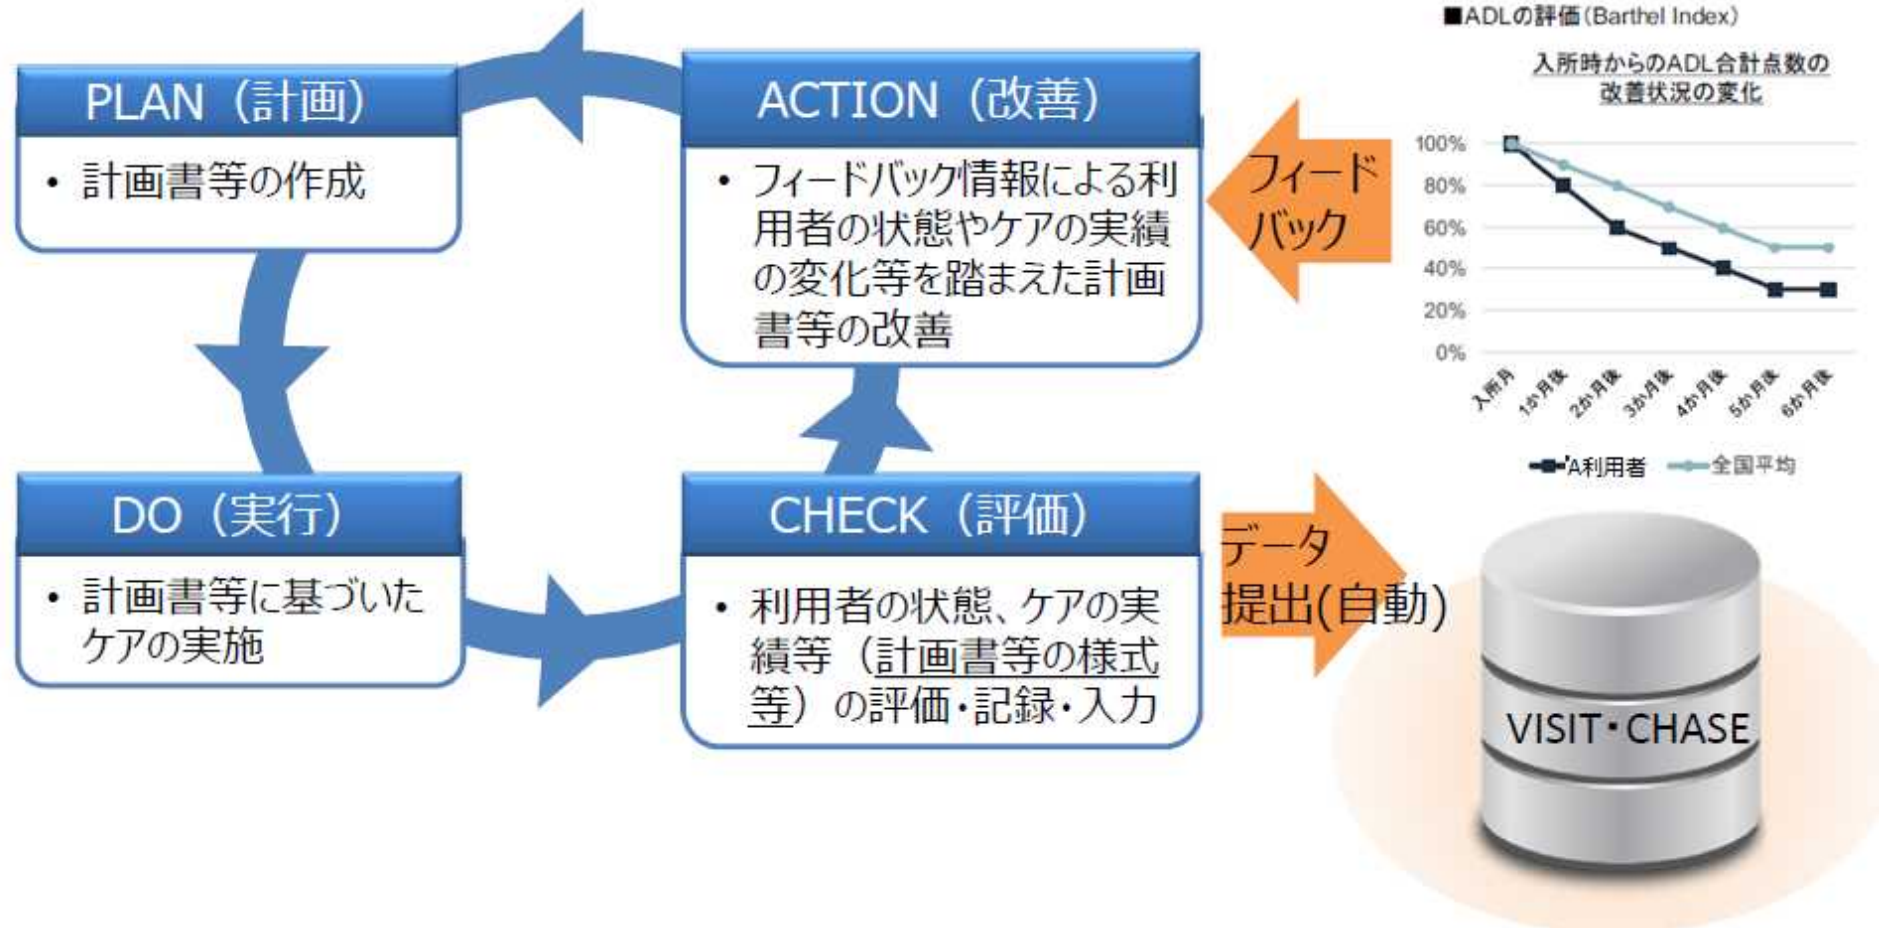 PLAN（計画）
・計画書等の作成
ACTION（改善）
・フィードバック情報による利
用者の状態やケアの実績
の変化等を踏まえた計画
書等の改善
フィード
バック
■ADLの評価（Barthel Index）
入所時からのADL合計点数の
改善状況の変化
100%
80%
60%
40%
20%
0%
入所月
1か月後
2か月後
3か月後
4か月後
5か月後
6か月後
A利用者
全国平均
DO（実行）
・計画書等に基づいた
ケアの実施
CHECK（評価）
・利用者の状態、ケアの実
績等（計画書等の様式
等）の評価・記録・入力
データ
提出(自動)
VISIT・CHASE